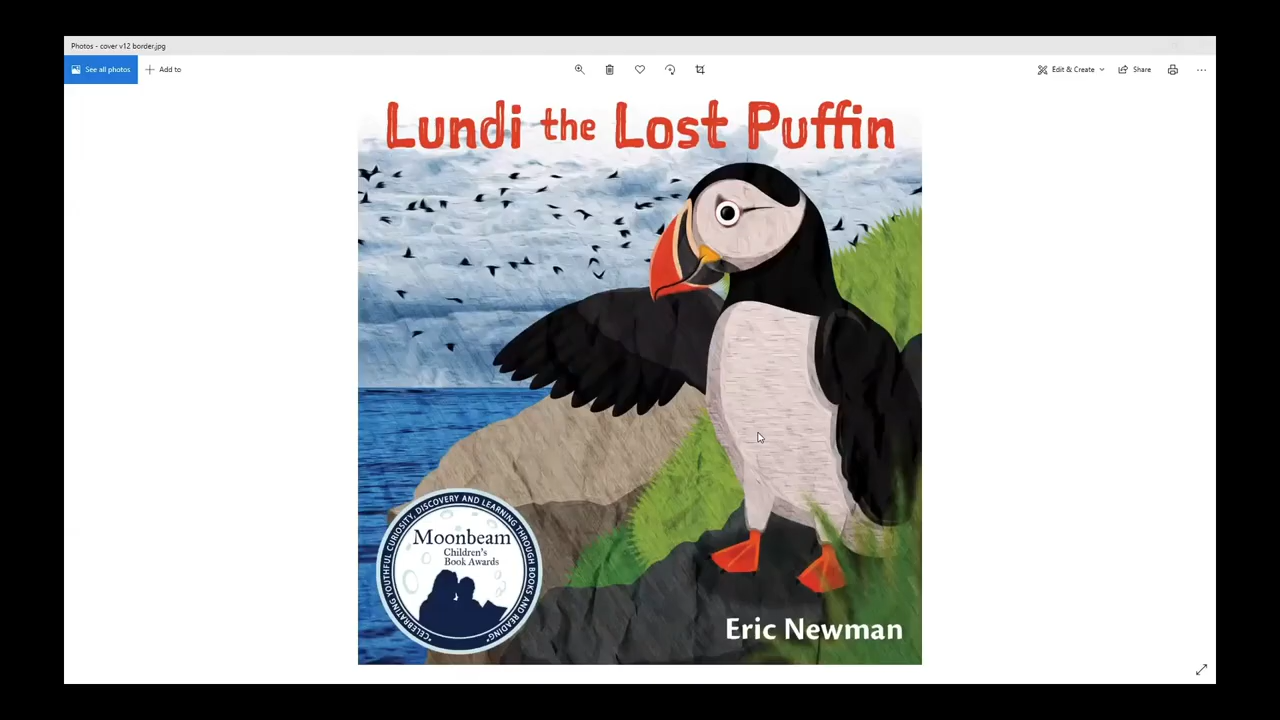 Photos - cover v12 border.jpg
See all photos
Add to
Edit & Create
Share
Lundi the Lost Puffin
"CELEBRATING YOUTHFUL CURIOSITY, DISCOVERY AND LEARNING THROUGH BOOKS AND READING"
Moonbeam
Children's
Book Awards
Eric Newman